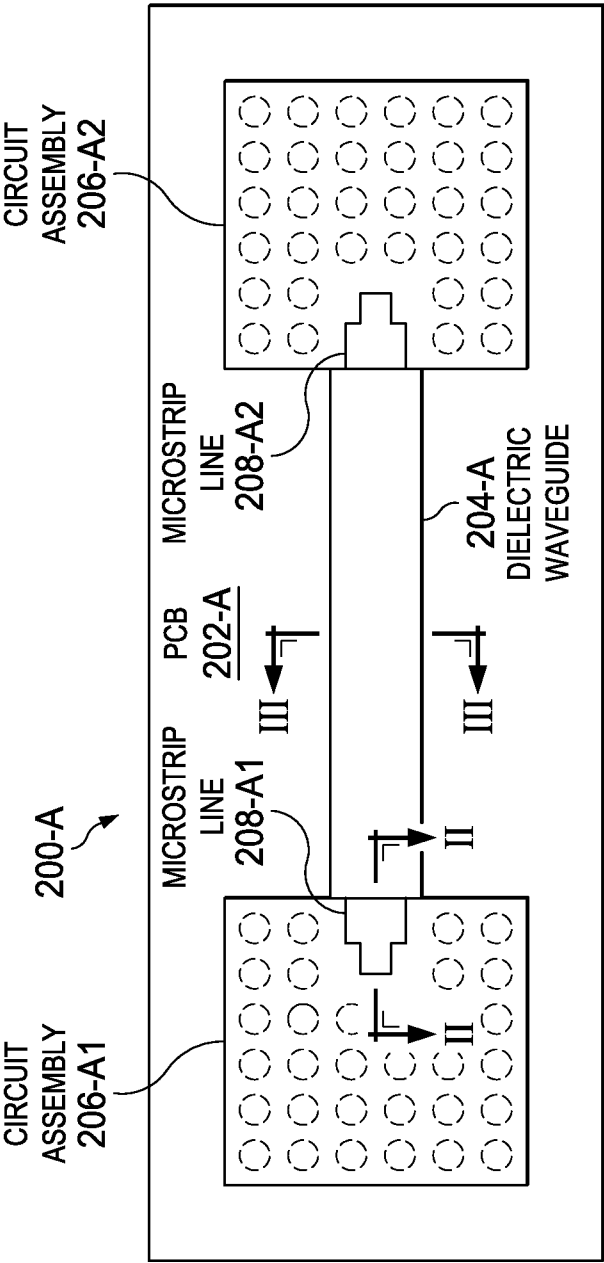 200-A
CIRCUIT
ASSEMBLY
206-A1
MICROSTRIP
LINE
208-A1
PCB
202-A
MICROSTRIP
LINE
208-A2
CIRCUIT
ASSEMBLY
206-A2
III
III
II
II
204-A
DIELECTRIC
WAVEGUIDE